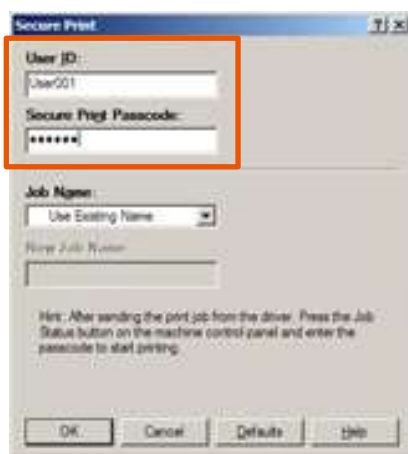 Secure Print
User ID:
User001
Secure Print Passcode:
******
Job Name:
Use Existing Name
New Job Name:
Hint: After sending the print job from the driver. Press the Job
Status button on the machine control panel and enter the
passcode to start printing.
OK Cancel Defaults Help